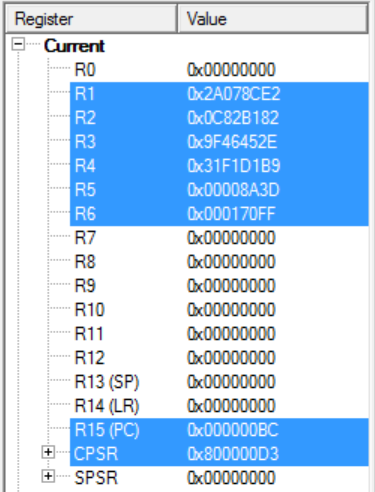 Register Value
Current
R0 0x00000000
R1 0x2A078CE2
R2 0x0C82B182
R3 0x9F46452E
R4 0x31F1D1B9
R5 0x00008A3D
R6 0x000170FF
R7 0x00000000
R8 0x00000000
R9 0x00000000
R10 0x00000000
R11 0x00000000
R12 0x00000000
R13 (SP) 0x00000000
R14 (LR) 0x00000000
R15 (PC) 0x000000BC
CPSR 0x800000D3
SPSR 0x00000000